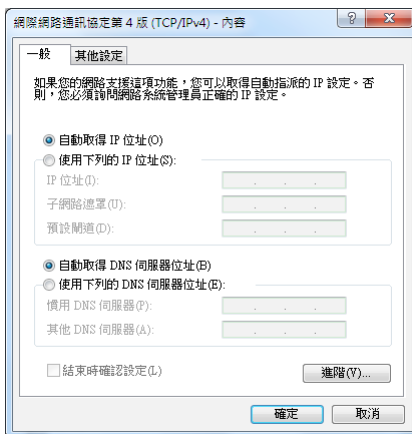 網際網路通訊協定第 4 版 (TCP/IPv4) - 內容
一般
其他設定
如果您的網路支援這項功能，您可以取得自動指派的 IP 設定。否
則，您必須詢問網路系統管理員正確的 IP 設定。
自動取得 IP 位址(O)
使用下列的 IP 位址(S):
IP 位址(I):
子網路遮罩(U):
預設閘道(D):
自動取得 DNS 伺服器位址(B)
使用下列的 DNS 伺服器位址(E):
慣用 DNS 伺服器(P):
其他 DNS 伺服器(A):
結束時確認設定(L)
進階(V)...
確定
取消